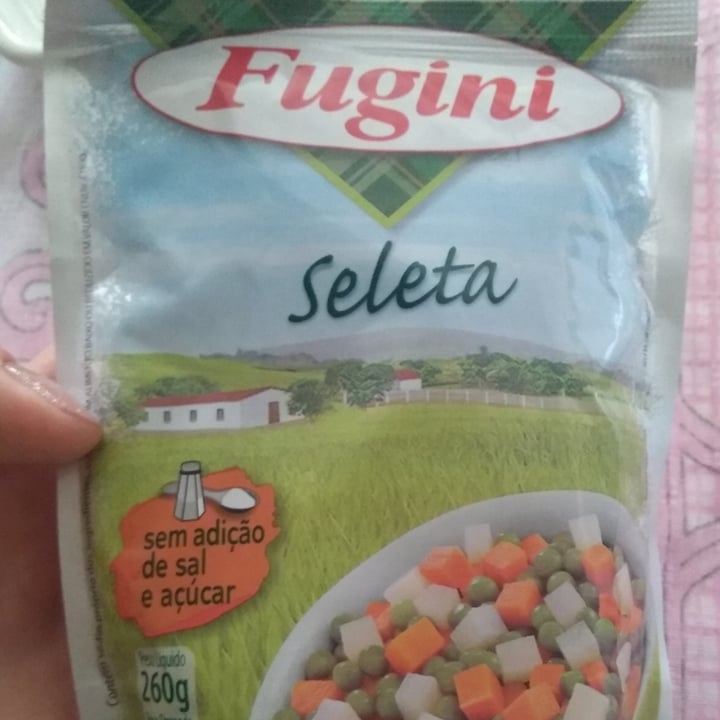 Fugini
Seleta
sem adição
de sal
e açúcar
Peso Líquido
260g